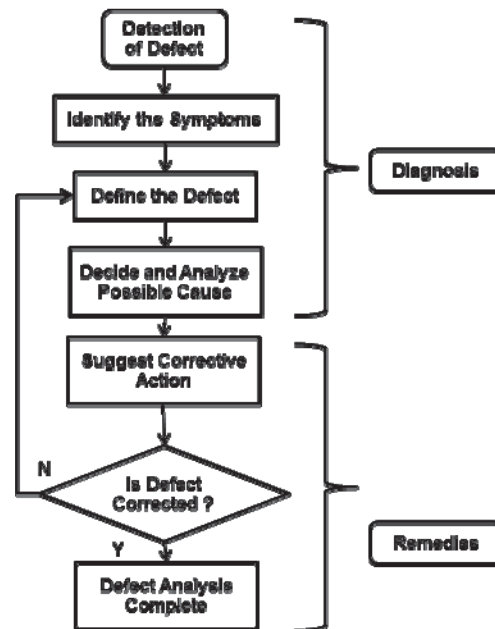 Detection
of Defect
Identify the Symptoms
Define the Defect
Diagnosis
Decide and Analyze
Possible Cause
Suggest Corrective
Action
N
Is Defect
Corrected ?
Y
Remedies
Defect Analysis
Complete